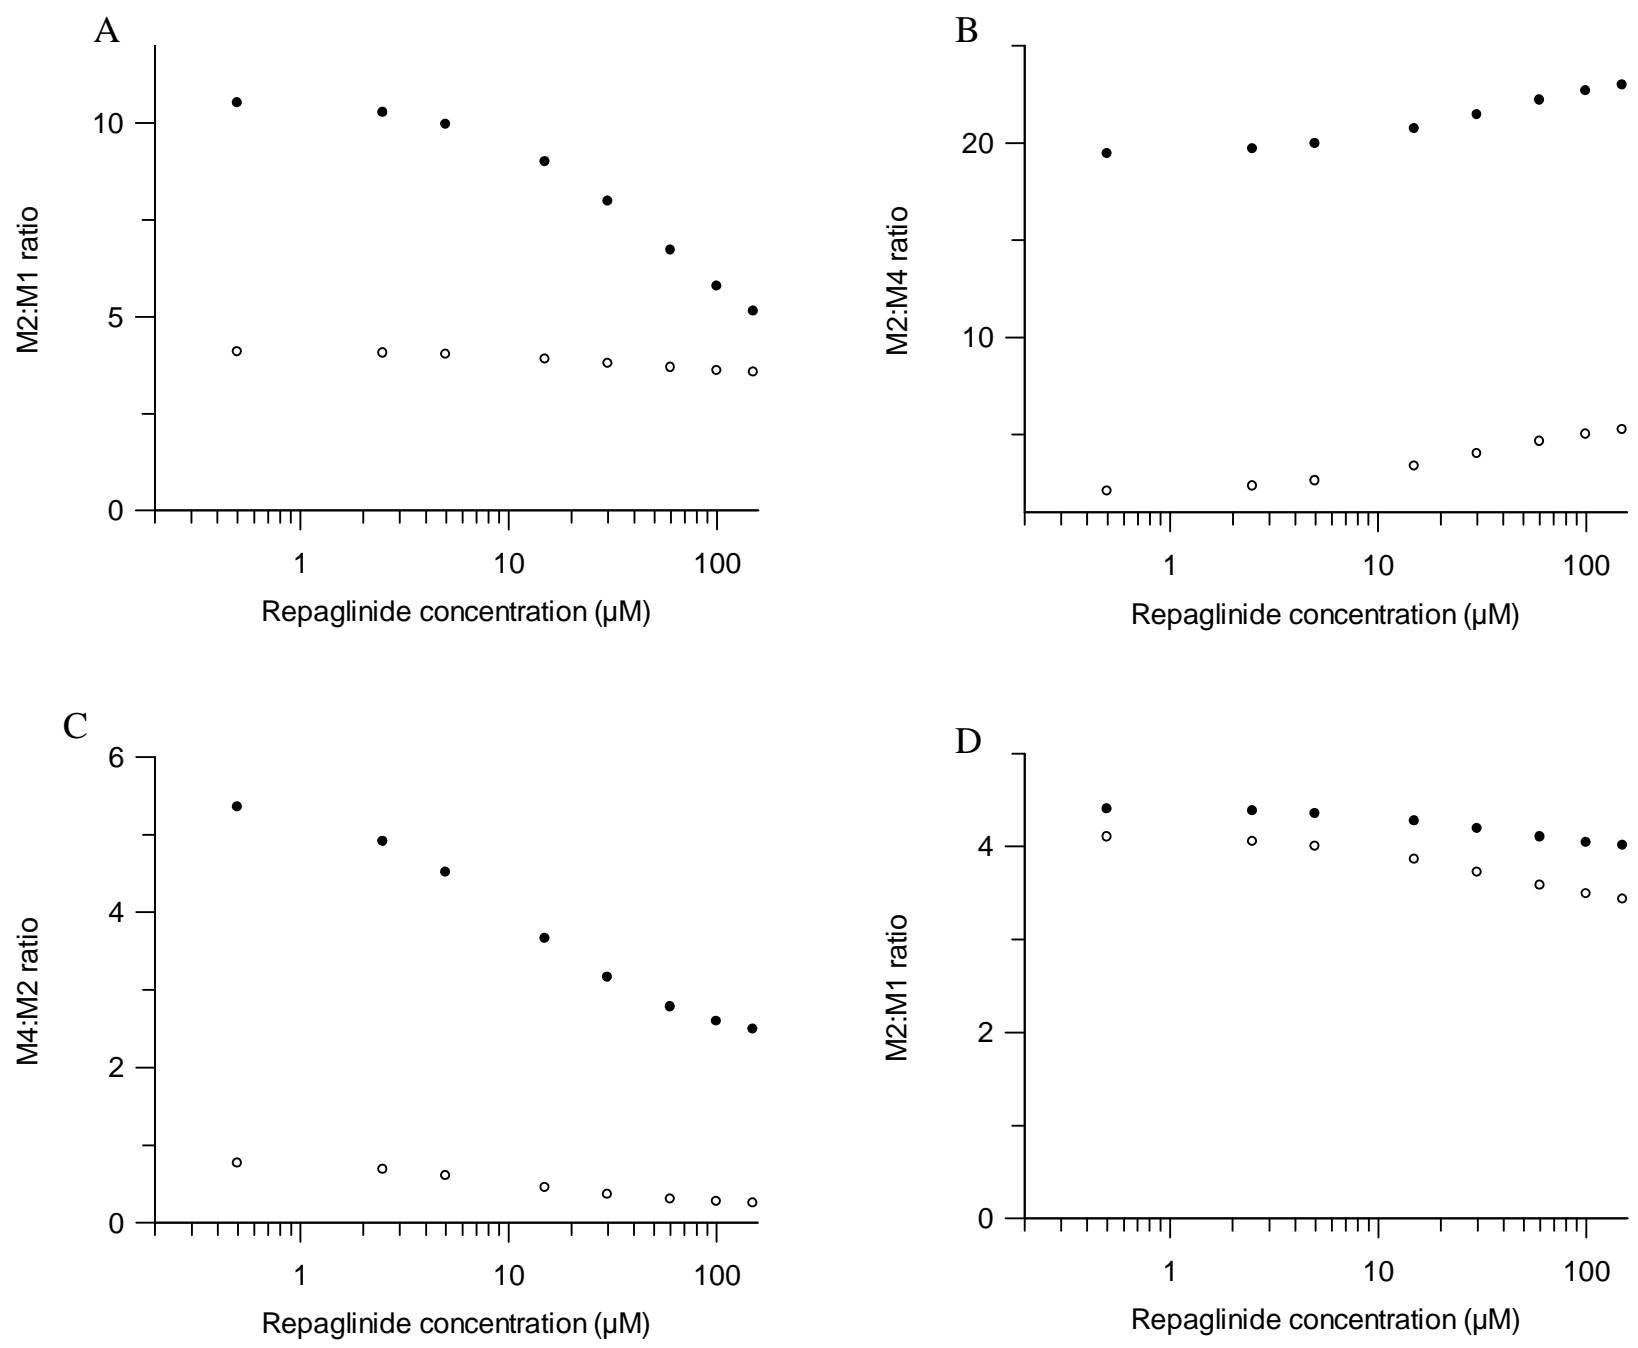 A
10
5
0
M2:M1 ratio
1 10 100
Repaglinide concentration (µM)
B
20
10
M2:M4 ratio
1 10 100
Repaglinide concentration (µM)
C
6
4
2
0
M4:M2 ratio
1 10 100
Repaglinide concentration (µM)
D
4
2
0
M2:M1 ratio
1 10 100
Repaglinide concentration (µM)